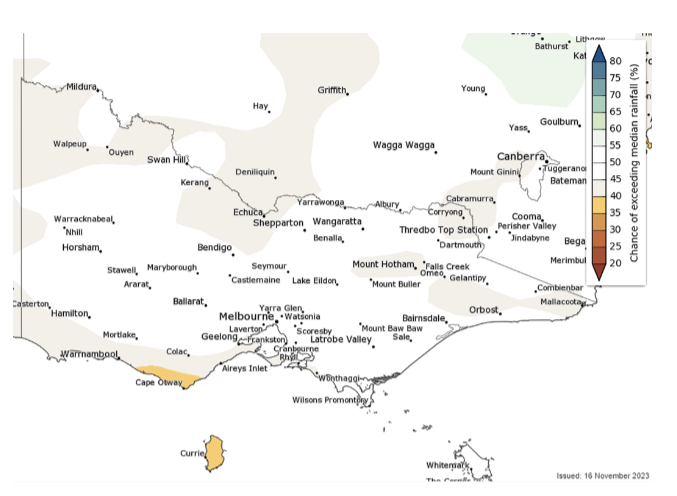 Bathurst
Lithgow
Kat
Mildura
Griffith
Young
Hay
Goulburn
Yass
Walpeup
Ouyen
Wagga Wagga
Swan Hill
Canberra
Tuggerano
Deniliquin
Mount Ginini
Bateman
Kerang
Yarrawonga
Albury
Cabramurra
Echuca
Corryong
Warracknabeal
Shepparton
Wangaratta
Cooma
Nhill
Thredbo Top Station
Perisher Valley
Benalla
Jindabyne
Horsham
Bendigo
Dartmouth
Bega
Merimbul
Stawell
Maryborough
Seymour
Mount Hotham
Falls Creek
Omeo
Ararat
Castlemaine
Lake Eildon
Mount Buller
Gelantipy
Combienbar
Casterton
Ballarat
Mallacoota
Hamilton
Yarra Glen
Orbost
Melbourne
Watsonia
Bairnsdale
Laverton
Scoresby
Mount Baw Baw
Mortlake
Geelong
Frankston
Latrobe Valley
Sale
Warrnambool
Colac
Cranbourne
Rhyll
Aireys Inlet
Cape Otway
Wonthaggi
Wilsons Promontory
Currie
Whitemark
80
75
70
65
60
55
50
45
40
35
30
25
20
Chance of exceeding median rainfall (%)
Issued: 16 November 2023